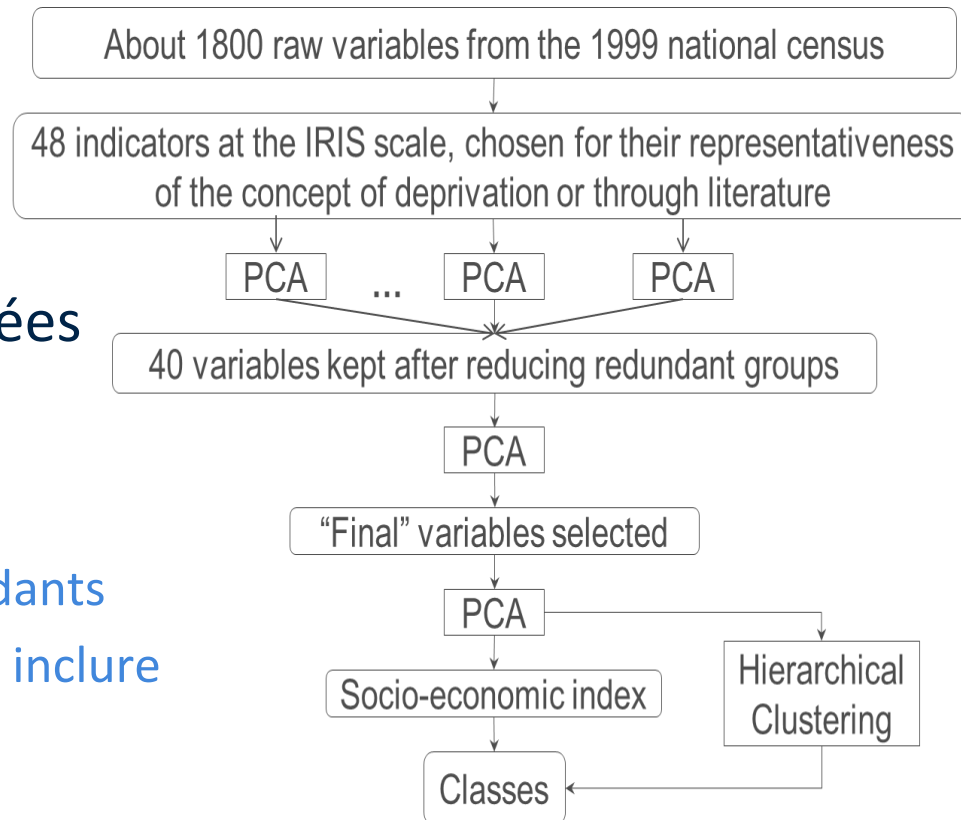 About 1800 raw variables from the 1999 national census
48 indicators at the IRIS scale, chosen for their representativeness
of the concept of deprivation or through literature
PCA
...
PCA
PCA
ées
40 variables kept after reducing redundant groups
PCA
“Final” variables selected
dants
PCA
inclure
Hierarchical
Clustering
Socio-economic index
Classes